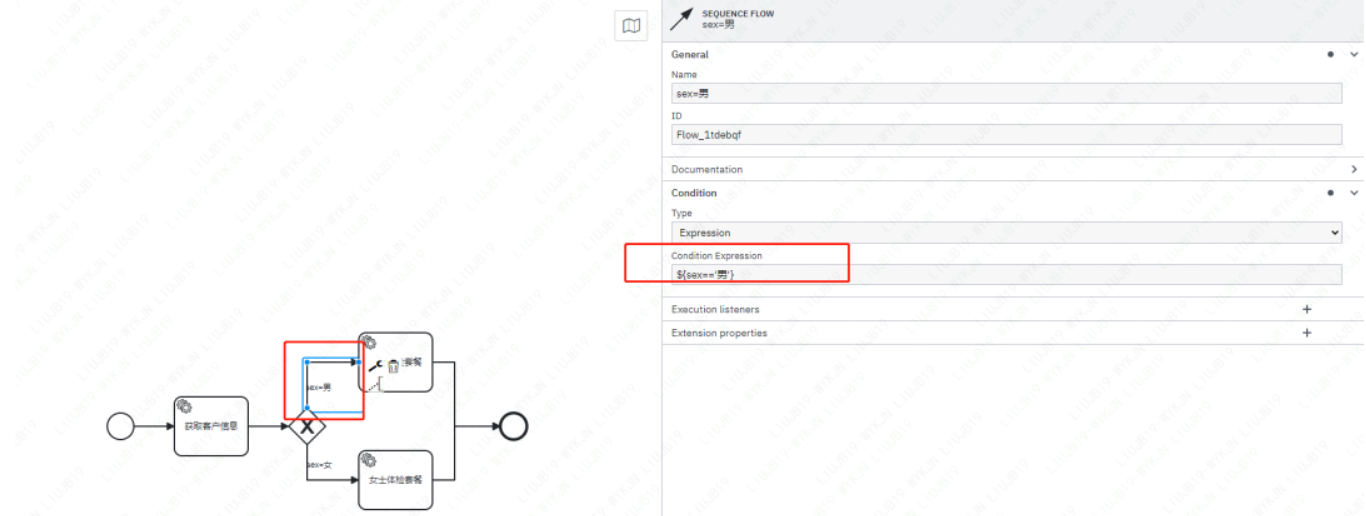 SEQUENCE FLOW
sex=男
General
Name
sex=男
ID
Flow_1tdebqf
Documentation
Condition
Type
Expression
Condition Expression
${sex=='男'}
Execution listeners
Extension properties
套餐
sex=男
获取客户信息
X
sex=女
女士体检套餐